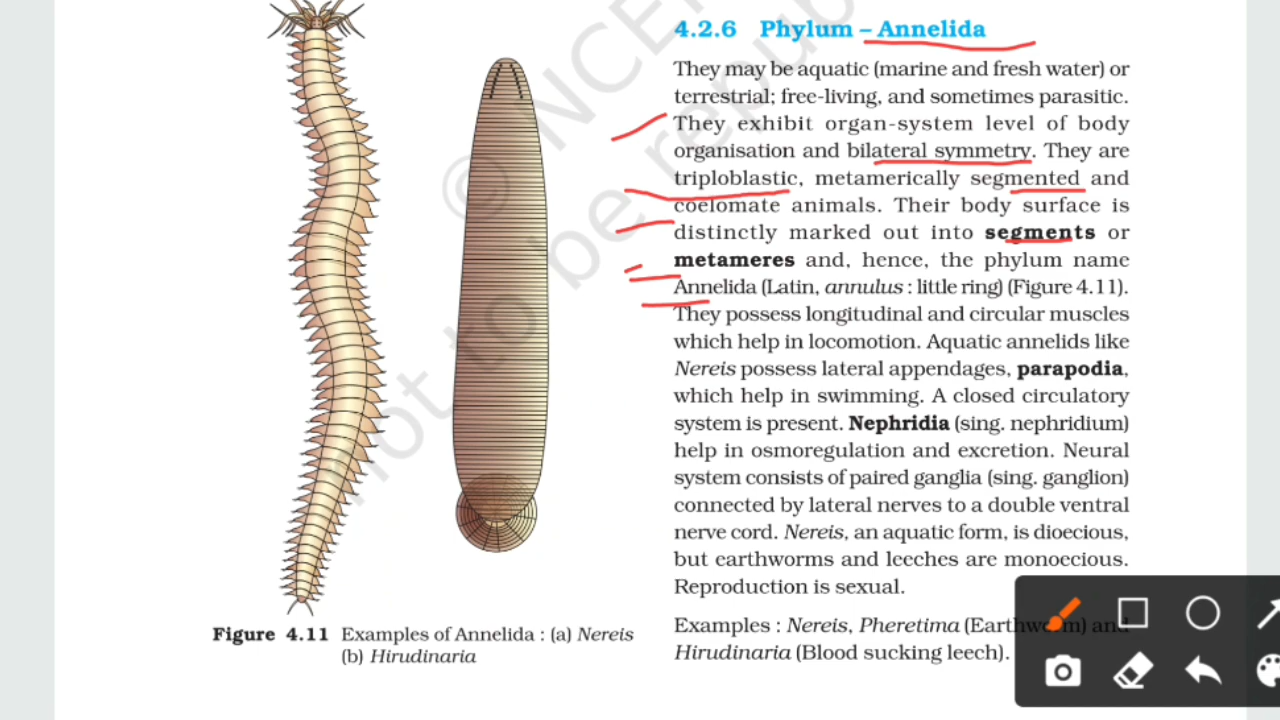 4.2.6 Phylum – Annelida
They may be aquatic (marine and fresh water) or
terrestrial; free-living, and sometimes parasitic.
They exhibit organ-system level of body
organisation and bilateral symmetry. They are
triploblastic, metamerically segmented and
coelomate animals. Their body surface is
distinctly marked out into segments or
metameres and, hence, the phylum name
Annelida (Latin, annulus : little ring) (Figure 4.11).
They possess longitudinal and circular muscles
which help in locomotion. Aquatic annelids like
Nereis possess lateral appendages, parapodia,
which help in swimming. A closed circulatory
system is present. Nephridia (sing. nephridium)
help in osmoregulation and excretion. Neural
system consists of paired ganglia (sing. ganglion)
connected by lateral nerves to a double ventral
nerve cord. Nereis, an aquatic form, is dioecious,
but earthworms and leeches are monoecious.
Reproduction is sexual.
Examples : Nereis, Pheretima (Earthworm) and
Hirudinaria (Blood sucking leech).
Figure 4.11 Examples of Annelida : (a) Nereis
(b) Hirudinaria
© NCE
not to be repub